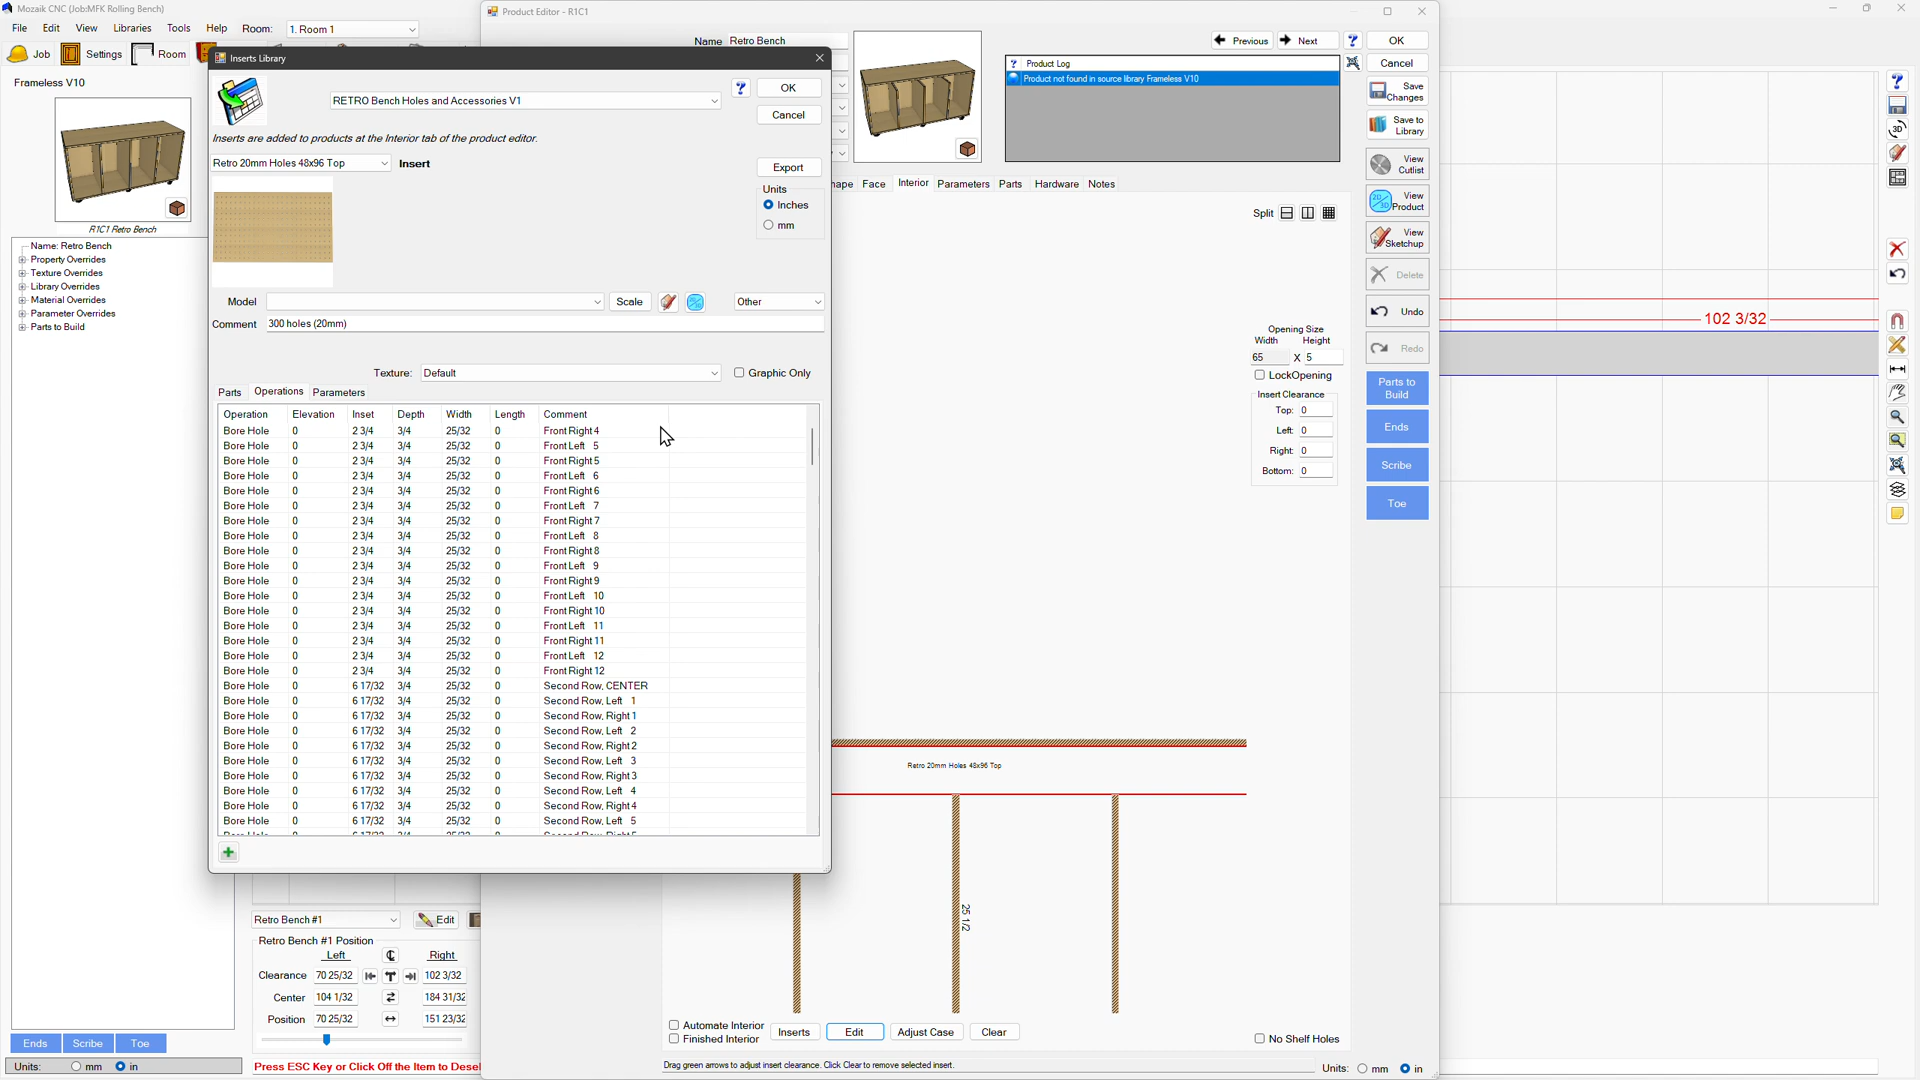 Mozaik CNC (Job:MFK Rolling Bench)
File Edit View Libraries Tools Help Room: 1. Room 1
Job Settings Room
Frameless V10
R1C1 Retro Bench
Name: Retro Bench
Property Overrides
Texture Overrides
Library Overrides
Material Overrides
Parameter Overrides
Parts to Build
Ends Scribe Toe
Units: mm in
Inserts Library
RETRO Bench Holes and Accessories V1
? OK
Cancel
Inserts are added to products at the Interior tab of the product editor.
Retro 20mm Holes 48x96 Top Insert
Export
Units
Inches
mm
Model Scale Other
Comment 300 holes (20mm)
Texture: Default Graphic Only
Parts Operations Parameters
Operation Elevation Inset Depth Width Length Comment
Bore Hole 0 2 3/4 3/4 25/32 0 Front Right 4
Bore Hole 0 2 3/4 3/4 25/32 0 Front Left 5
Bore Hole 0 2 3/4 3/4 25/32 0 Front Right 5
Bore Hole 0 2 3/4 3/4 25/32 0 Front Left 6
Bore Hole 0 2 3/4 3/4 25/32 0 Front Right 6
Bore Hole 0 2 3/4 3/4 25/32 0 Front Left 7
Bore Hole 0 2 3/4 3/4 25/32 0 Front Right 7
Bore Hole 0 2 3/4 3/4 25/32 0 Front Left 8
Bore Hole 0 2 3/4 3/4 25/32 0 Front Right 8
Bore Hole 0 2 3/4 3/4 25/32 0 Front Left 9
Bore Hole 0 2 3/4 3/4 25/32 0 Front Right 9
Bore Hole 0 2 3/4 3/4 25/32 0 Front Left 10
Bore Hole 0 2 3/4 3/4 25/32 0 Front Right 10
Bore Hole 0 2 3/4 3/4 25/32 0 Front Left 11
Bore Hole 0 2 3/4 3/4 25/32 0 Front Right 11
Bore Hole 0 2 3/4 3/4 25/32 0 Front Left 12
Bore Hole 0 2 3/4 3/4 25/32 0 Front Right 12
Bore Hole 0 6 17/32 3/4 25/32 0 Second Row, CENTER
Bore Hole 0 6 17/32 3/4 25/32 0 Second Row, Left 1
Bore Hole 0 6 17/32 3/4 25/32 0 Second Row, Right 1
Bore Hole 0 6 17/32 3/4 25/32 0 Second Row, Left 2
Bore Hole 0 6 17/32 3/4 25/32 0 Second Row, Right 2
Bore Hole 0 6 17/32 3/4 25/32 0 Second Row, Left 3
Bore Hole 0 6 17/32 3/4 25/32 0 Second Row, Right 3
Bore Hole 0 6 17/32 3/4 25/32 0 Second Row, Left 4
Bore Hole 0 6 17/32 3/4 25/32 0 Second Row, Right 4
Bore Hole 0 6 17/32 3/4 25/32 0 Second Row, Left 5
Retro Bench #1 Edit
Retro Bench #1 Position
Left Right
Clearance 70 25/32 102 3/32
Center 104 1/32 184 31/32
Position 70 25/32 151 23/32
Press ESC Key or Click Off the Item to Desel
Product Editor - R1C1
Name Retro Bench
Previous Next ? OK
? Product Log
Cancel
Product not found in source library Frameless V10
Save Changes
Save to Library
hape Face Interior Parameters Parts Hardware Notes
Split
View Cutlist
2D/3D View Product
View Sketchup
Delete
Undo
Redo
Parts to Build
Ends
Scribe
Toe
Opening Size
Width Height
65 X 5
LockOpening
Insert Clearance
Top: 0
Left: 0
Right: 0
Bottom: 0
Retro 20mm Holes 48x96 Top
25 1/2
Automate Interior
Finished Interior
Inserts Edit Adjust Case Clear
No Shelf Holes
Drag green arrows to adjust insert clearance. Click Clear to remove selected insert.
Units: mm in
102 3/32
?
3D